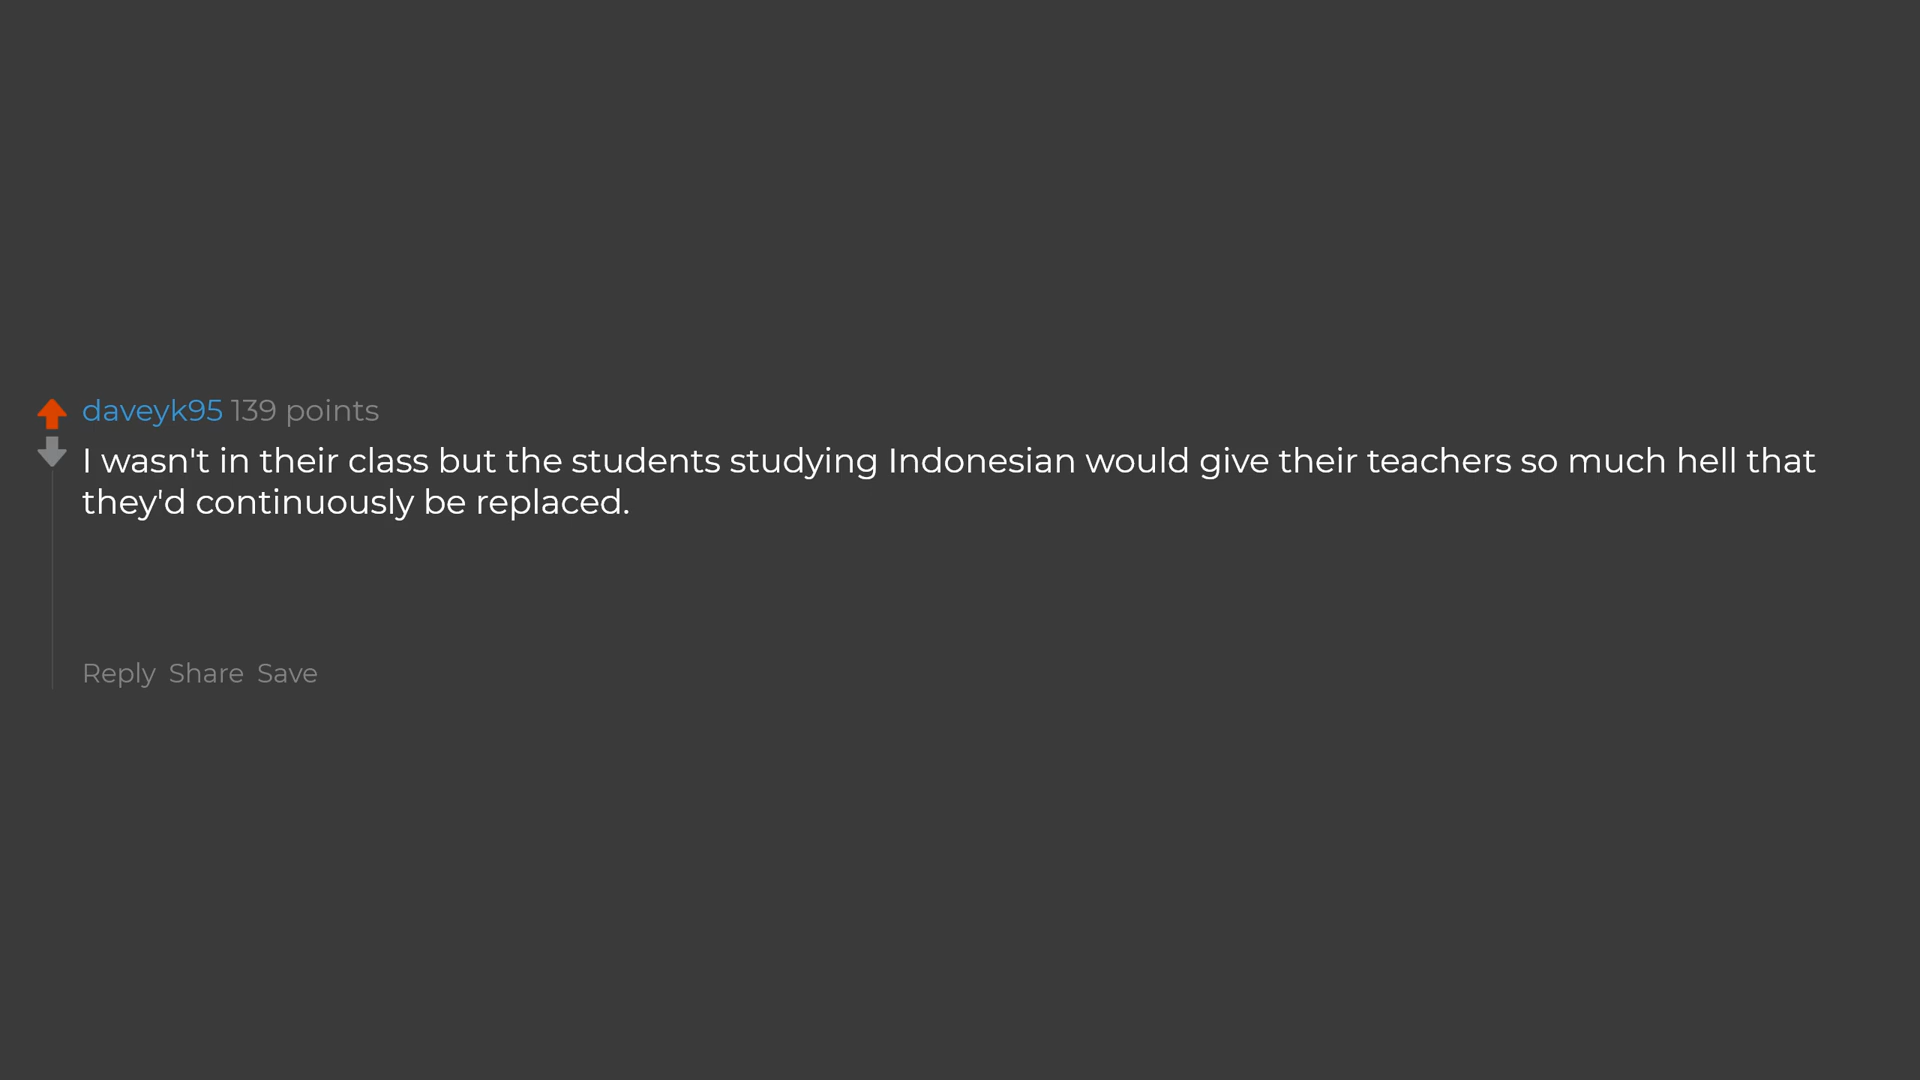 daveyk95 139 points
I wasn't in their class but the students studying Indonesian would give their teachers so much hell that
they'd continuously be replaced.
Reply Share Save